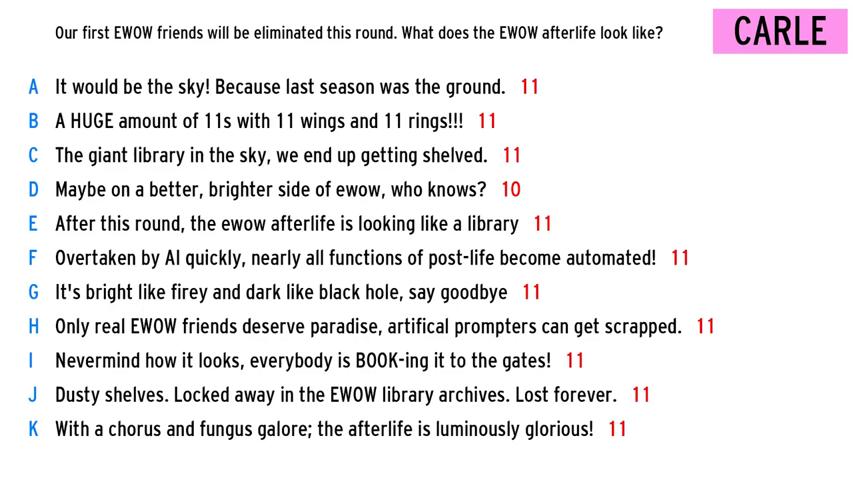 Our first EWOW friends will be eliminated this round. What does the EWOW afterlife look like?
CARLE
A It would be the sky! Because last season was the ground. 11
B A HUGE amount of 11s with 11 wings and 11 rings!!! 11
C The giant library in the sky, we end up getting shelved. 11
D Maybe on a better, brighter side of ewow, who knows? 10
E After this round, the ewow afterlife is looking like a library 11
F Overtaken by AI quickly, nearly all functions of post-life become automated! 11
G It's bright like firey and dark like black hole, say goodbye 11
H Only real EWOW friends deserve paradise, artifical prompters can get scrapped. 11
I Nevermind how it looks, everybody is BOOK-ing it to the gates! 11
J Dusty shelves. Locked away in the EWOW library archives. Lost forever. 11
K With a chorus and fungus galore; the afterlife is luminously glorious! 11